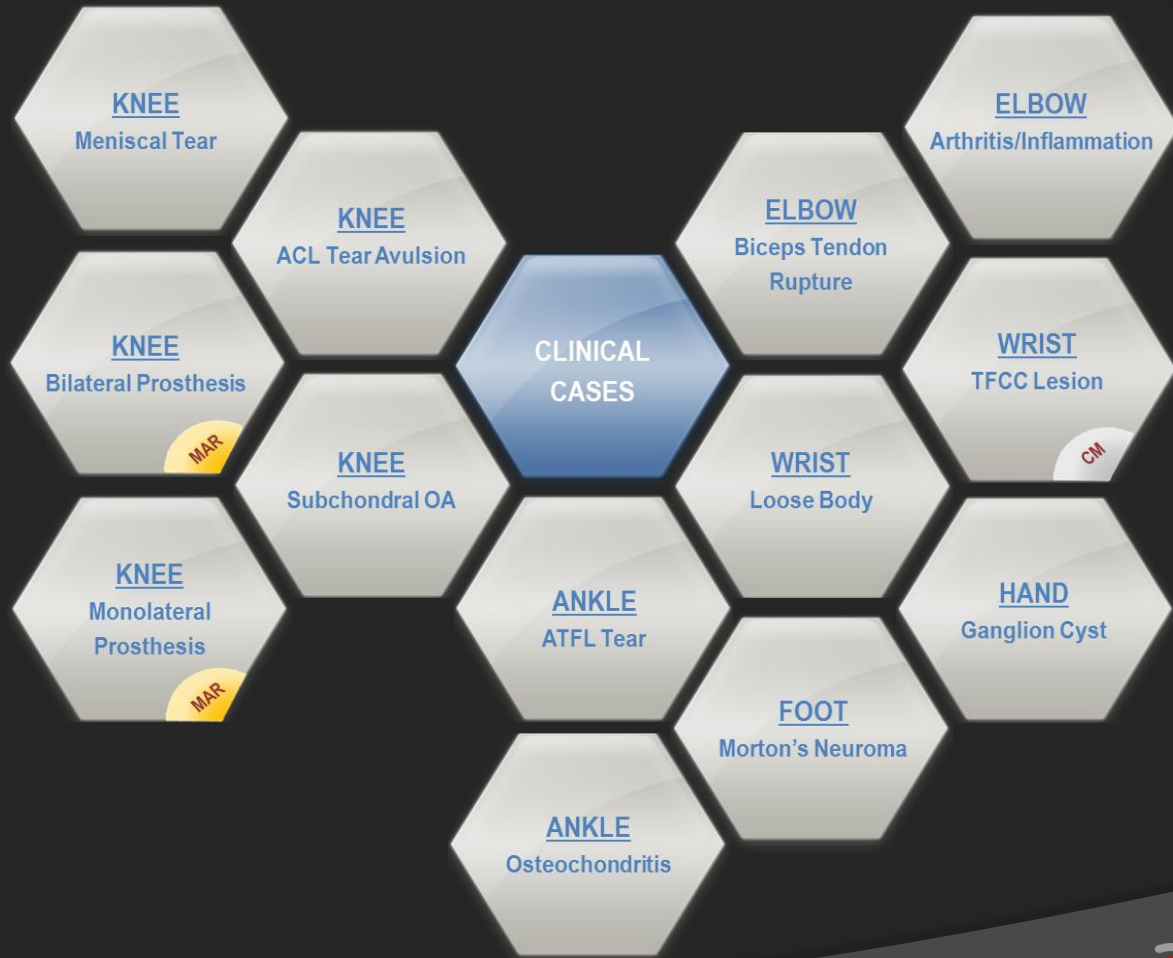 KNEE
Meniscal Tear
KNEE
ACL Tear Avulsion
KNEE
Bilateral Prosthesis
MAR
KNEE
Subchondral OA
KNEE
Monolateral
Prosthesis
MAR
CLINICAL
CASES
ANKLE
ATFL Tear
ANKLE
Osteochondritis
ELBOW
Biceps Tendon
Rupture
WRIST
Loose Body
FOOT
Morton's Neuroma
ELBOW
Arthritis/Inflammation
WRIST
TFCC Lesion
CM
HAND
Ganglion Cyst